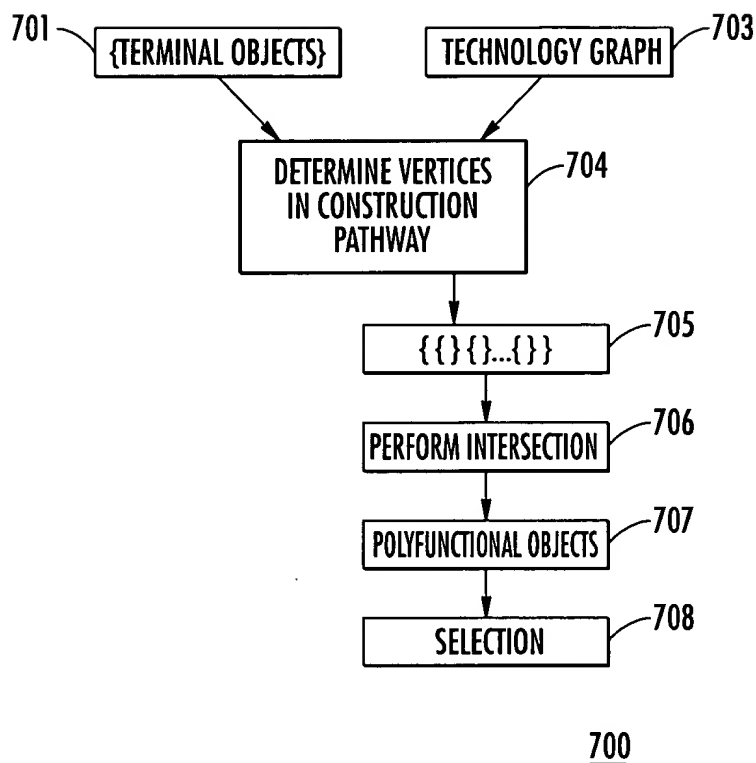 701
{TERMINAL OBJECTS}
TECHNOLOGY GRAPH
703
DETERMINE VERTICES
IN CONSTRUCTION
PATHWAY
704
{ { } { }...{ } }
705
PERFORM INTERSECTION
706
POLYFUNCTIONAL OBJECTS
707
SELECTION
708
700